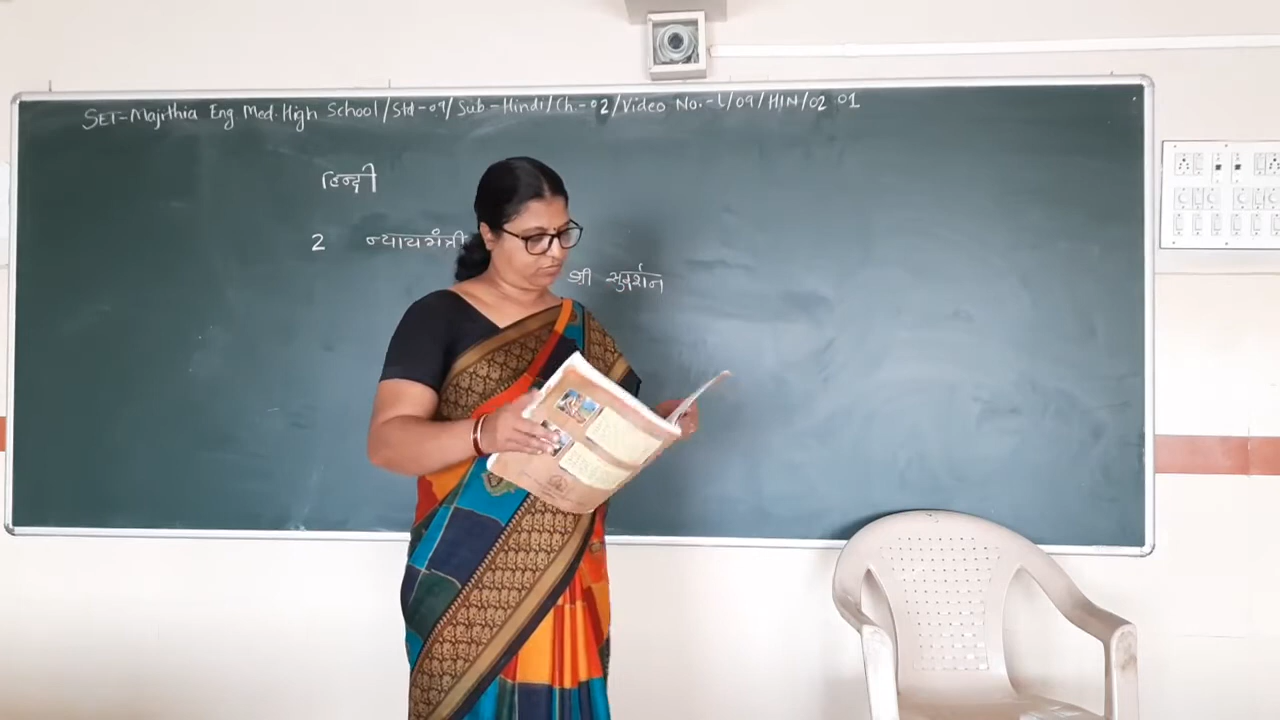 SET-Majithia Eng Med. High School/Std-09/Sub-Hindi/Ch.-02/Video No.-L/09/HIN/02 01
हिन्दी
2 न्यायमंत्री
श्री सुदर्शन